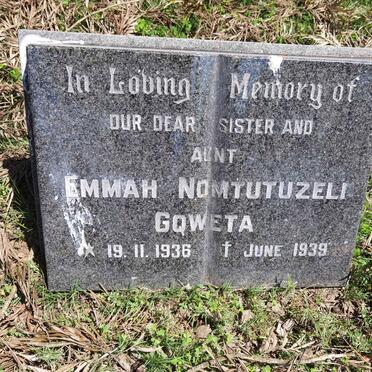 In Loving Memory of
OUR DEAR SISTER AND
AUNT
EMMAH NOMTUTUZELI
GQWETA
* 19.11.1936 † JUNE 1939